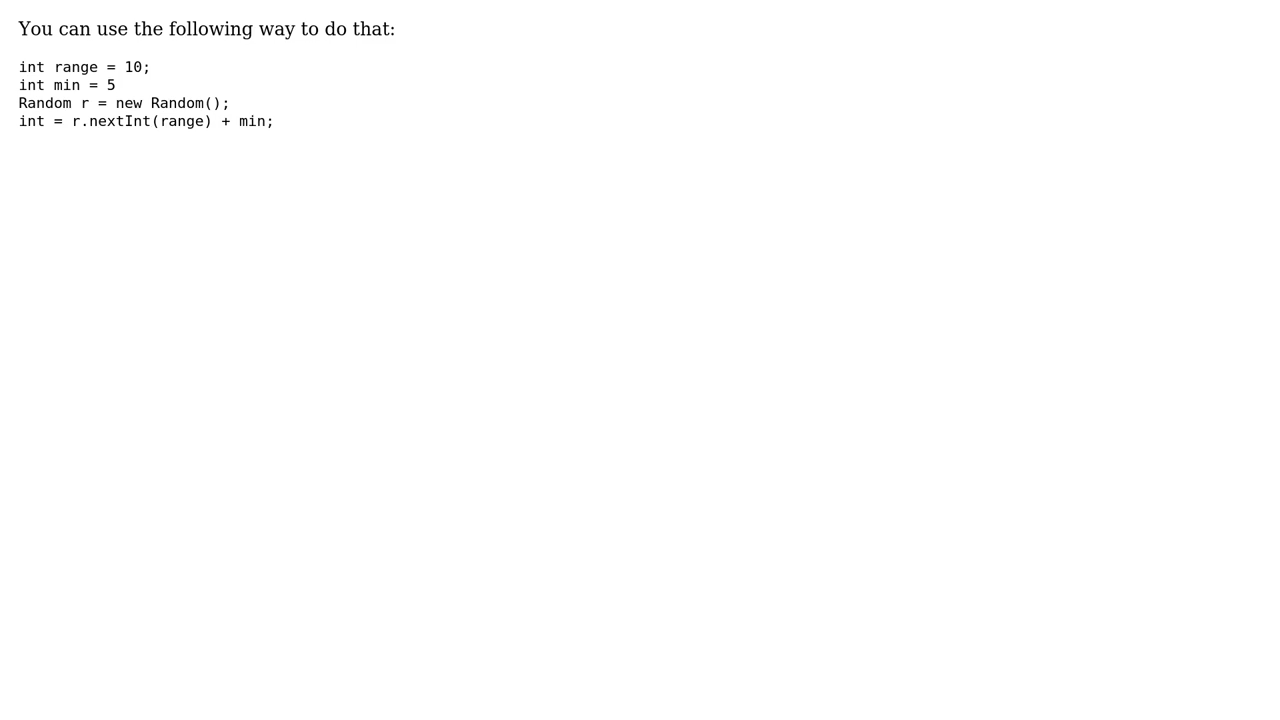 You can use the following way to do that:
int range = 10;
int min = 5
Random r = new Random();
int = r.nextInt(range) + min;